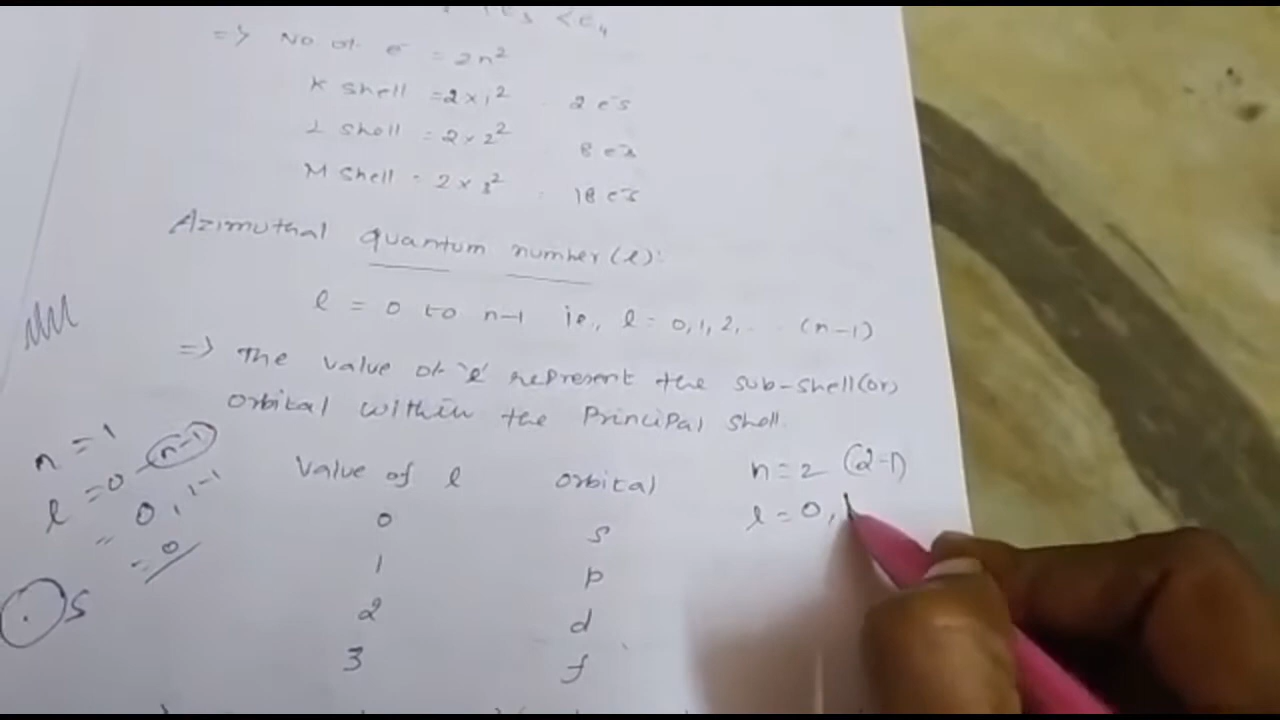 < E4
=> No of e⁻ = 2n²
K shell = 2 × 1² 2 e⁻s
L shell = 2 × 2² 8 e⁻s
M shell = 2 × 3² 18 e⁻s
Azimuthal quantum number (l):
l = 0 to n-1 ie., l = 0, 1, 2, ... (n-1)
=> The value of 'l' represent the sub-shell (or)
orbital within the principal shell.
n = 1
l = 0 - (n-1)
= 0, 1-1
= 0
s
Value of l orbital
0 s
1 p
2 d
3 f
n = 2 (2-1)
l = 0, 1